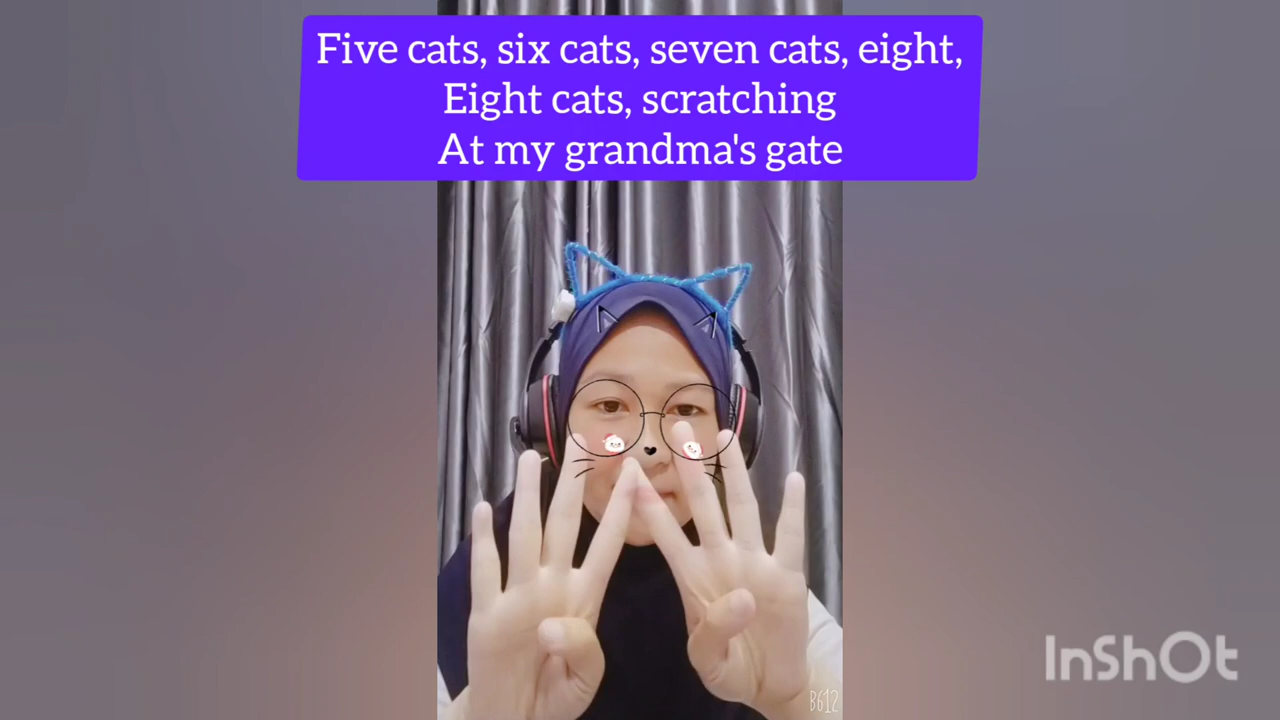 Five cats, six cats, seven cats, eight,
Eight cats, scratching
At my grandma's gate
InShOt
B612